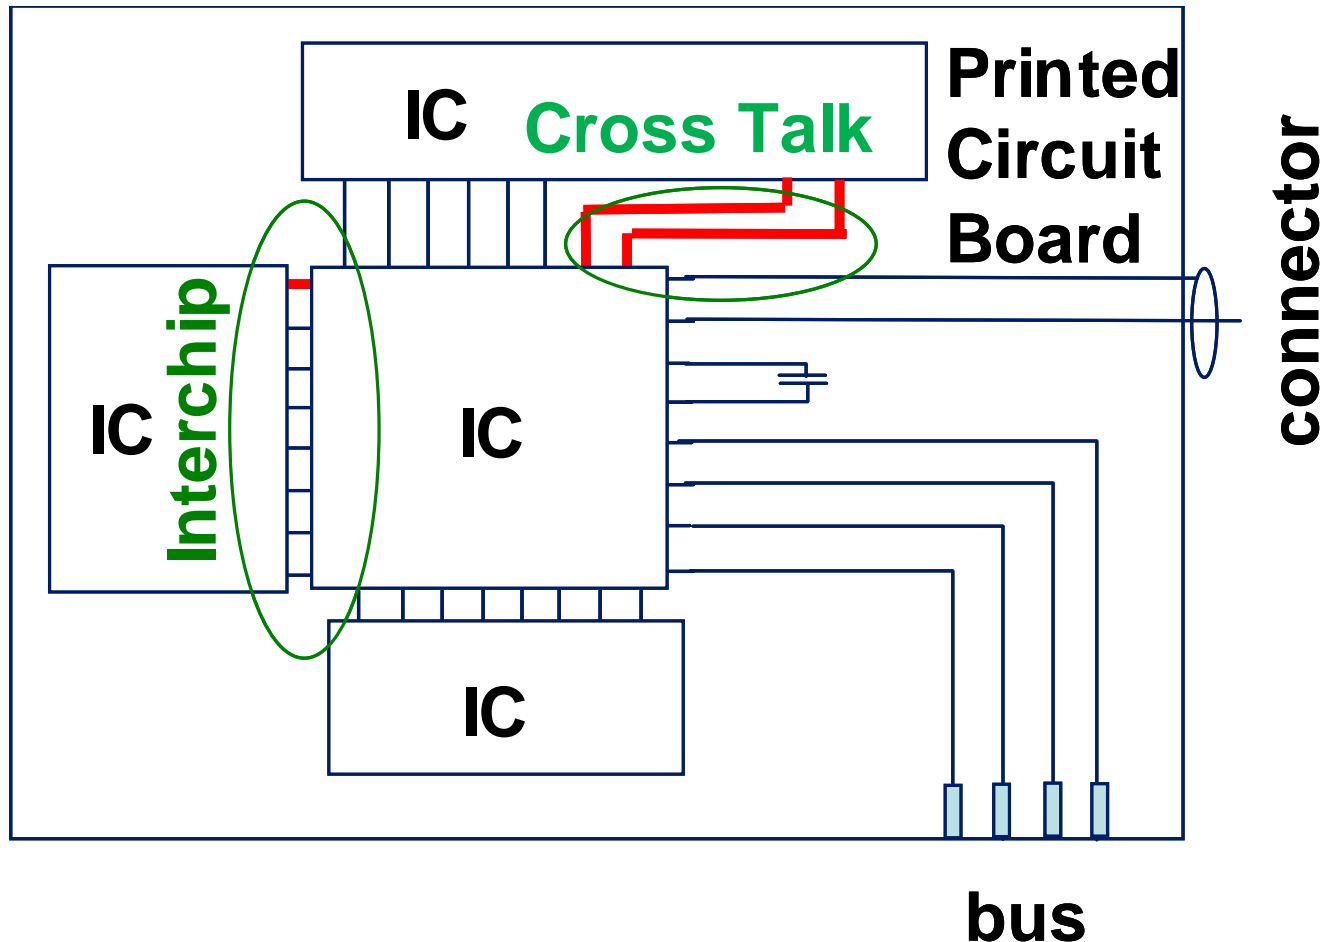 IC
Cross Talk
Printed
Circuit
Board
connector
IC
Interchip
IC
IC
bus